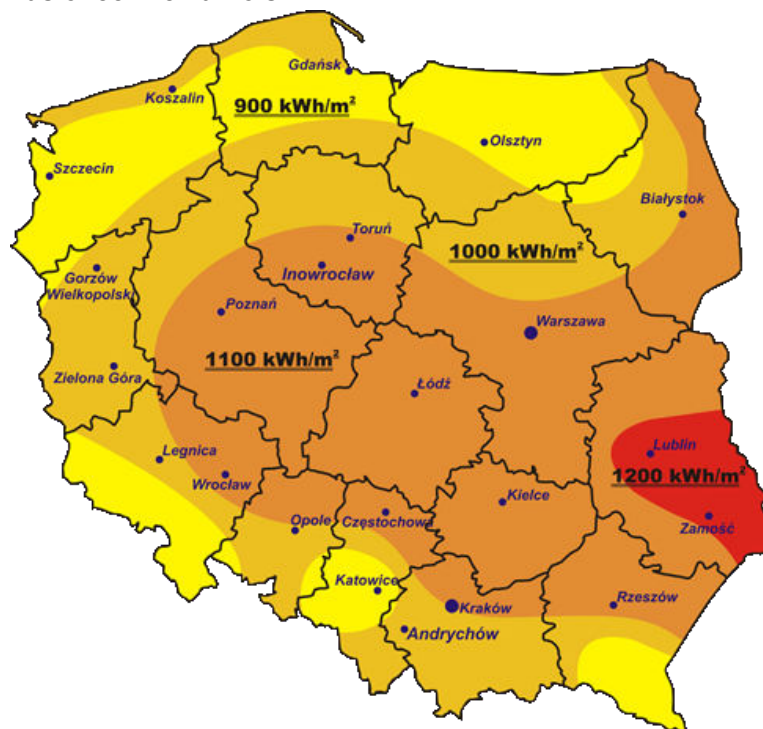 Gdańsk
Koszalin
900 kWh/m²
Olsztyn
Szczecin
Białystok
Toruń
1000 kWh/m²
Gorzów
Wielkopolski
Inowrocław
Poznań
Warszawa
1100 kWh/m²
Zielona Góra
Łódź
Legnica
Lublin
Wrocław
1200 kWh/m²
Kielce
Opole
Częstochowa
Zamość
Katowice
Kraków
Rzeszów
Andrychów